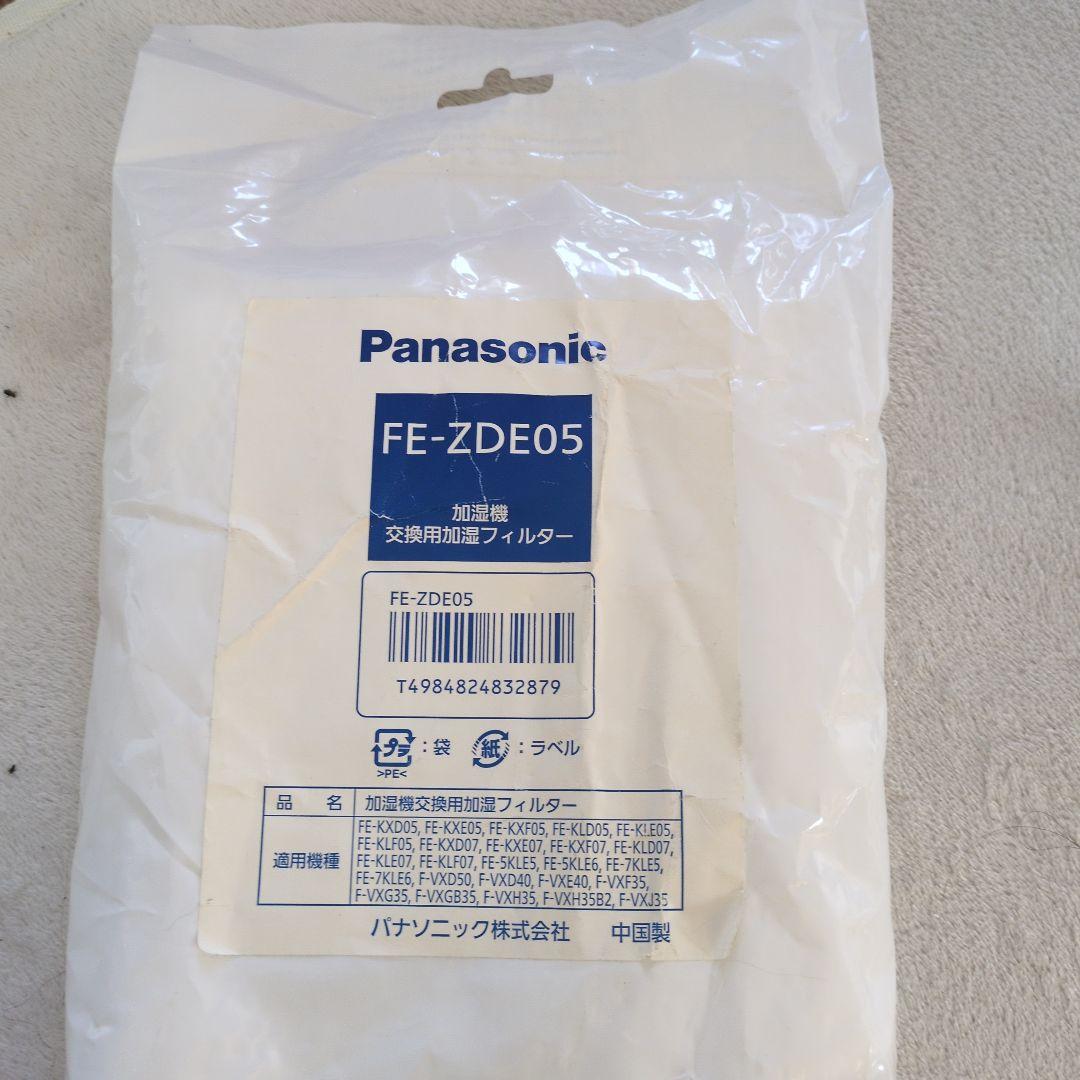 Panasonic
FE-ZDE05
加湿機
交換用加湿フィルター
FE-ZDE05
T4984824832879
プラ : 袋 紙 : ラベル
>PE<
品 名 加湿機交換用加湿フィルター
適用機種
FE-KXD05, FE-KXE05, FE-KXF05, FE-KLD05, FE-KLE05,
FE-KLF05, FE-KXD07, FE-KXE07, FE-KXF07, FE-KLD07,
FE-KLE07, FE-KLF07, FE-5KLE5, FE-5KLE6, FE-7KLE5,
FE-7KLE6, F-VXD50, F-VXD40, F-VXE40, F-VXF35,
F-VXG35, F-VXGB35, F-VXH35, F-VXH35B2, F-VXJ35
パナソニック株式会社 中国製